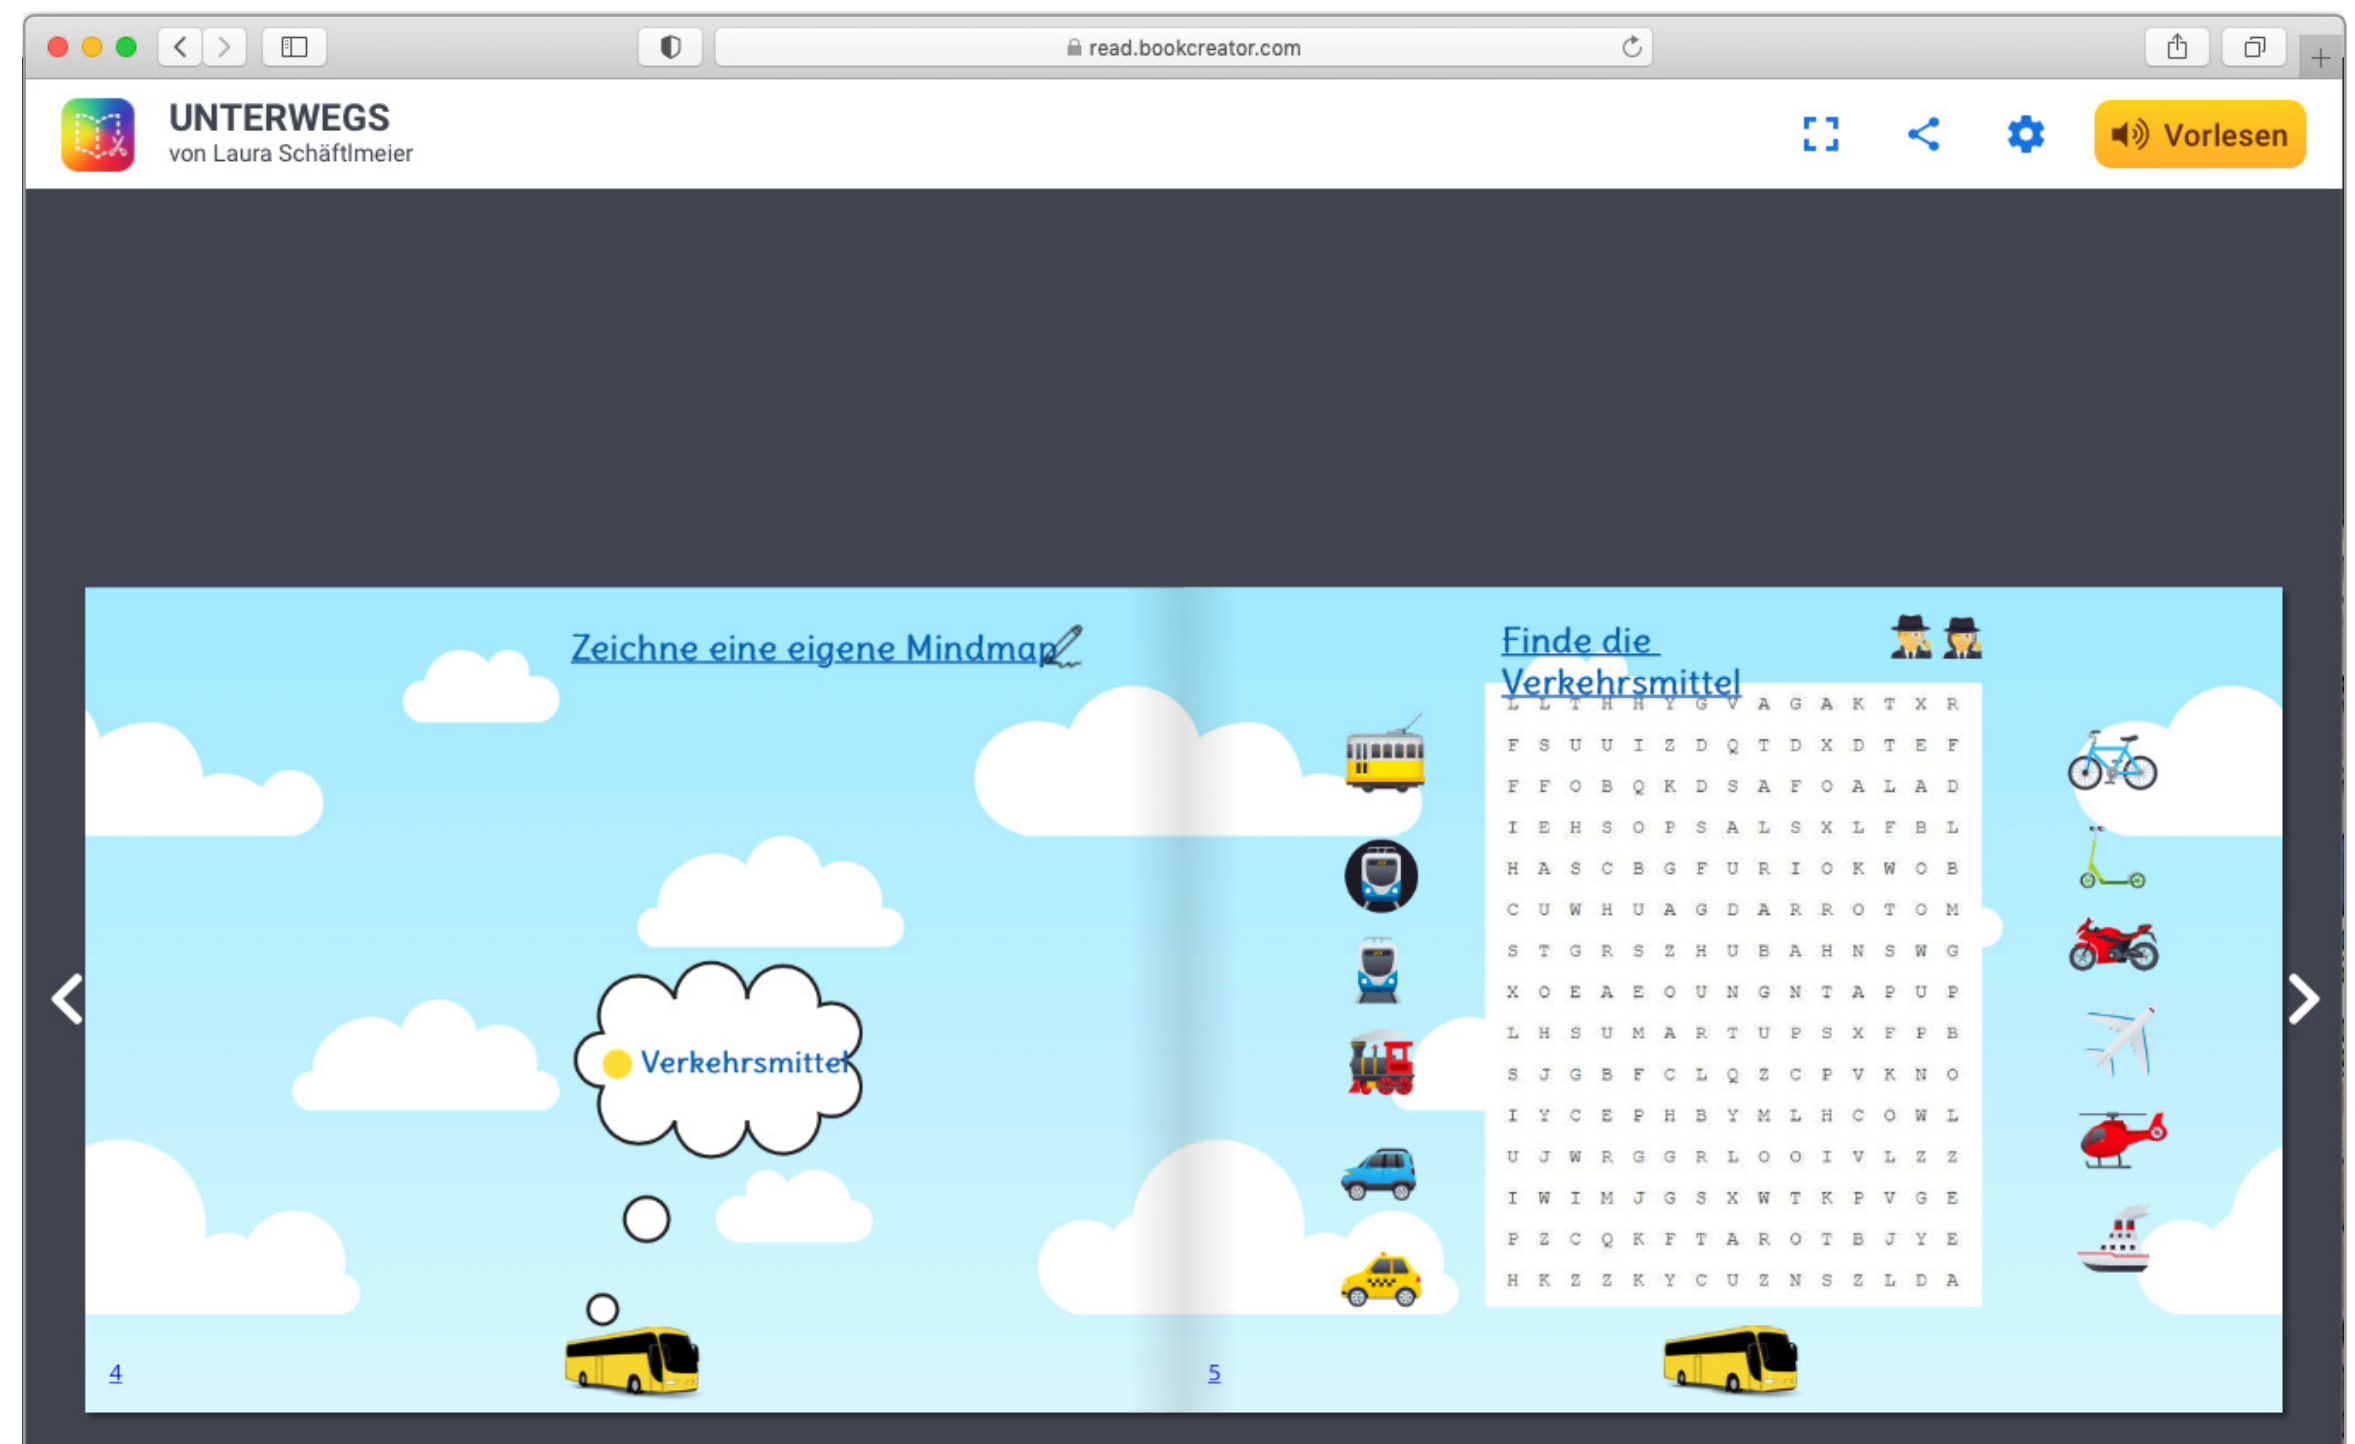 read.bookcreator.com
UNTERWEGS
von Laura Schäftlmeier
Vorlesen
Zeichne eine eigene Mindmap
Verkehrsmittel
4
Finde die
Verkehrsmittel
L L T H H Y G V A G A K T X R
F S U U I Z D Q T D X D T E F
F F O B Q K D S A F O A L A D
I E H S O P S A L S X L F B L
H A S C B G F U R I O K W O B
C U W H U A G D A R R O T O M
S T G R S Z H U B A H N S W G
X O E A E O U N G N T A P U P
L H S U M A R T U P S X F P B
S J G B F C L Q Z C P V K N O
I Y C E P H B Y M L H C O W L
U J W R G G R L O O I V L Z Z
I W I M J G S X W T K P V G E
P Z C Q K F T A R O T B J Y E
H K Z Z K Y C U Z N S Z L D A
5